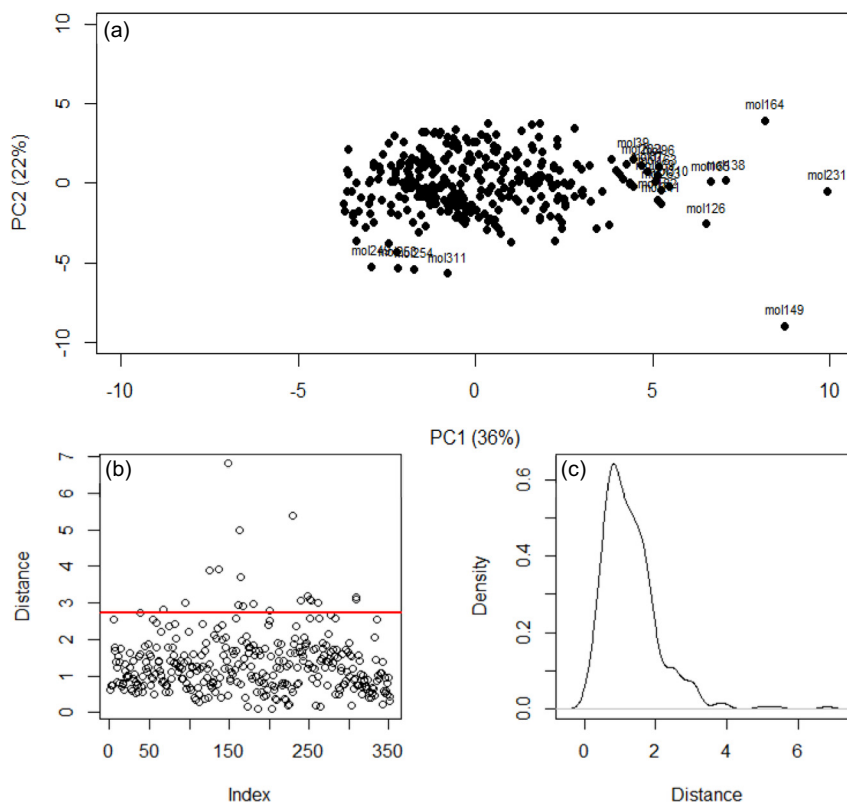 (a)
PC2 (22%)
10
5
0
-5
-10
mol164
mol39
mol138
mol231
mol126
mol254
mol311
mol149
-10
-5
0
5
10
PC1 (36%)
(b)
Distance
7
6
5
4
3
2
1
0
0
50
150
250
350
Index
(c)
Density
0.6
0.4
0.2
0.0
0
2
4
6
Distance